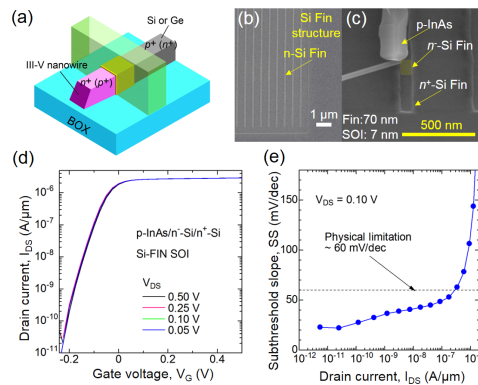 (a)
Si or Ge
p+ (n+)
III-V nanowire
n+ (p+)
BOX
(b)
Si Fin
structure
n-Si Fin
1 μm
(c)
p-InAs
n-Si Fin
n+-Si Fin
Fin:70 nm
SOI: 7 nm
500 nm
(d)
Drain current, IDS (A/μm)
10-6
10-7
10-8
10-9
10-10
10-11
p-InAs/n-/Si/n+-Si
Si-FIN SOI
VDS
0.50 V
0.25 V
0.10 V
0.05 V
-0.2 0 0.2 0.4
Gate voltage, VG (V)
(e)
Subthreshold slope, SS (mV/dec)
150
100
50
0
VDS = 0.10 V
Physical limitation
~ 60 mV/dec
10-12 10-11 10-10 10-9 10-8 10-7 10-6
Drain current, IDS (A/μm)